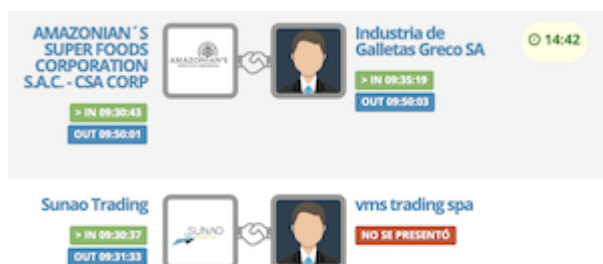 AMAZONIAN´S
SUPER FOODS
CORPORATION
S.A.C. - CSA CORP
> IN 09:30:43
OUT 09:50:01
AMAZONIAN'S
Industria de
Galletas Greco SA
> IN 09:35:19
OUT 09:50:03
14:42
Sunao Trading
> IN 09:30:37
OUT 09:31:33
SUNAO
vms trading spa
NO SE PRESENTÓ